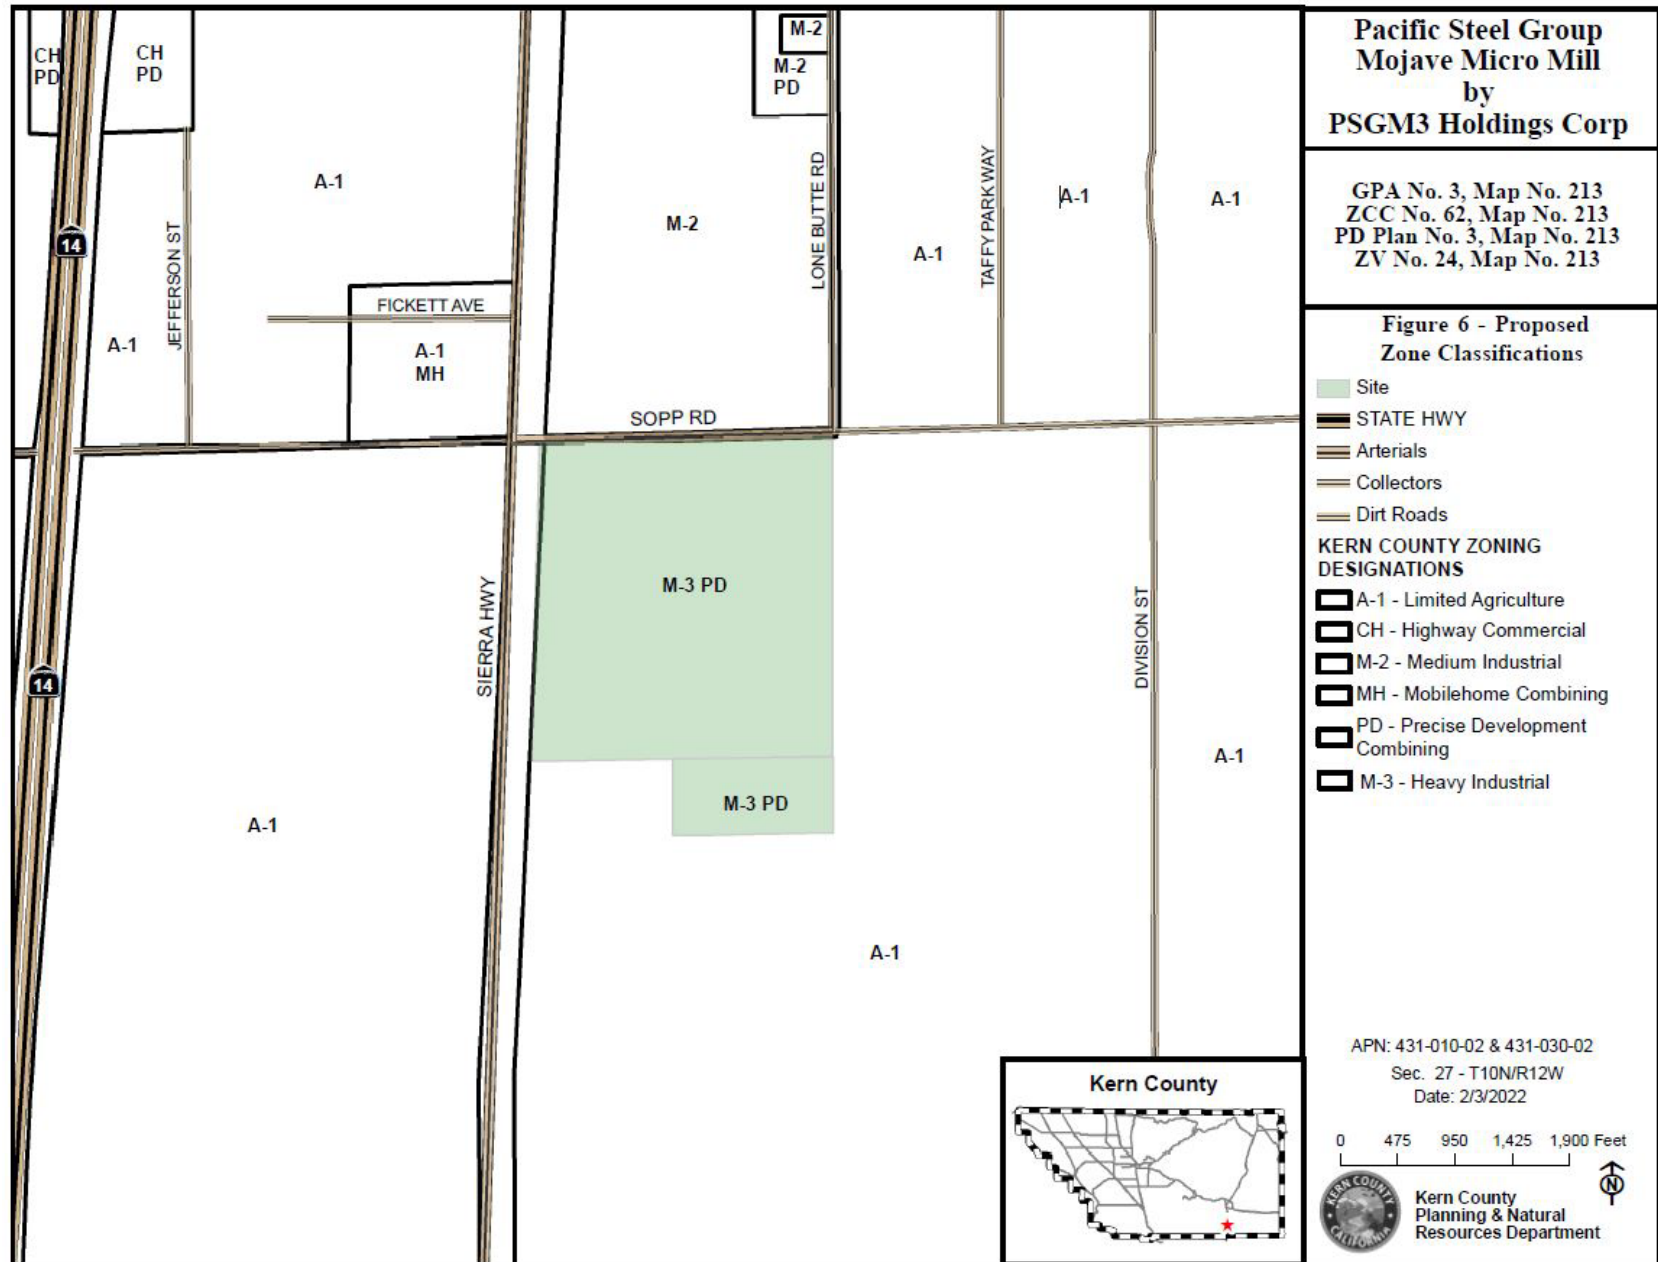 CH
PD
CH
PD
M-2
M-2
PD
A-1
M-2
A-1
A-1
A-1
LONE BUTTE RD
TAFFY PARKWAY
14
JEFFERSON ST
FICKETT AVE
A-1
A-1
MH
SOPP RD
M-3 PD
SIERRA HWY
DIVISION ST
14
A-1
M-3 PD
A-1
A-1
Kern County
Pacific Steel Group
Mojave Micro Mill
by
PSGM3 Holdings Corp
GPA No. 3, Map No. 213
ZCC No. 62, Map No. 213
PD Plan No. 3, Map No. 213
ZV No. 24, Map No. 213
Figure 6 - Proposed
Zone Classifications
Site
STATE HWY
Arterials
Collectors
Dirt Roads
KERN COUNTY ZONING
DESIGNATIONS
A-1 - Limited Agriculture
CH - Highway Commercial
M-2 - Medium Industrial
MH - Mobilehome Combining
PD - Precise Development
Combining
M-3 - Heavy Industrial
APN: 431-010-02 & 431-030-02
Sec. 27 - T10N/R12W
Date: 2/3/2022
0 475 950 1,425 1,900 Feet
N
KERN COUNTY
CALIFORNIA
Kern County
Planning & Natural
Resources Department